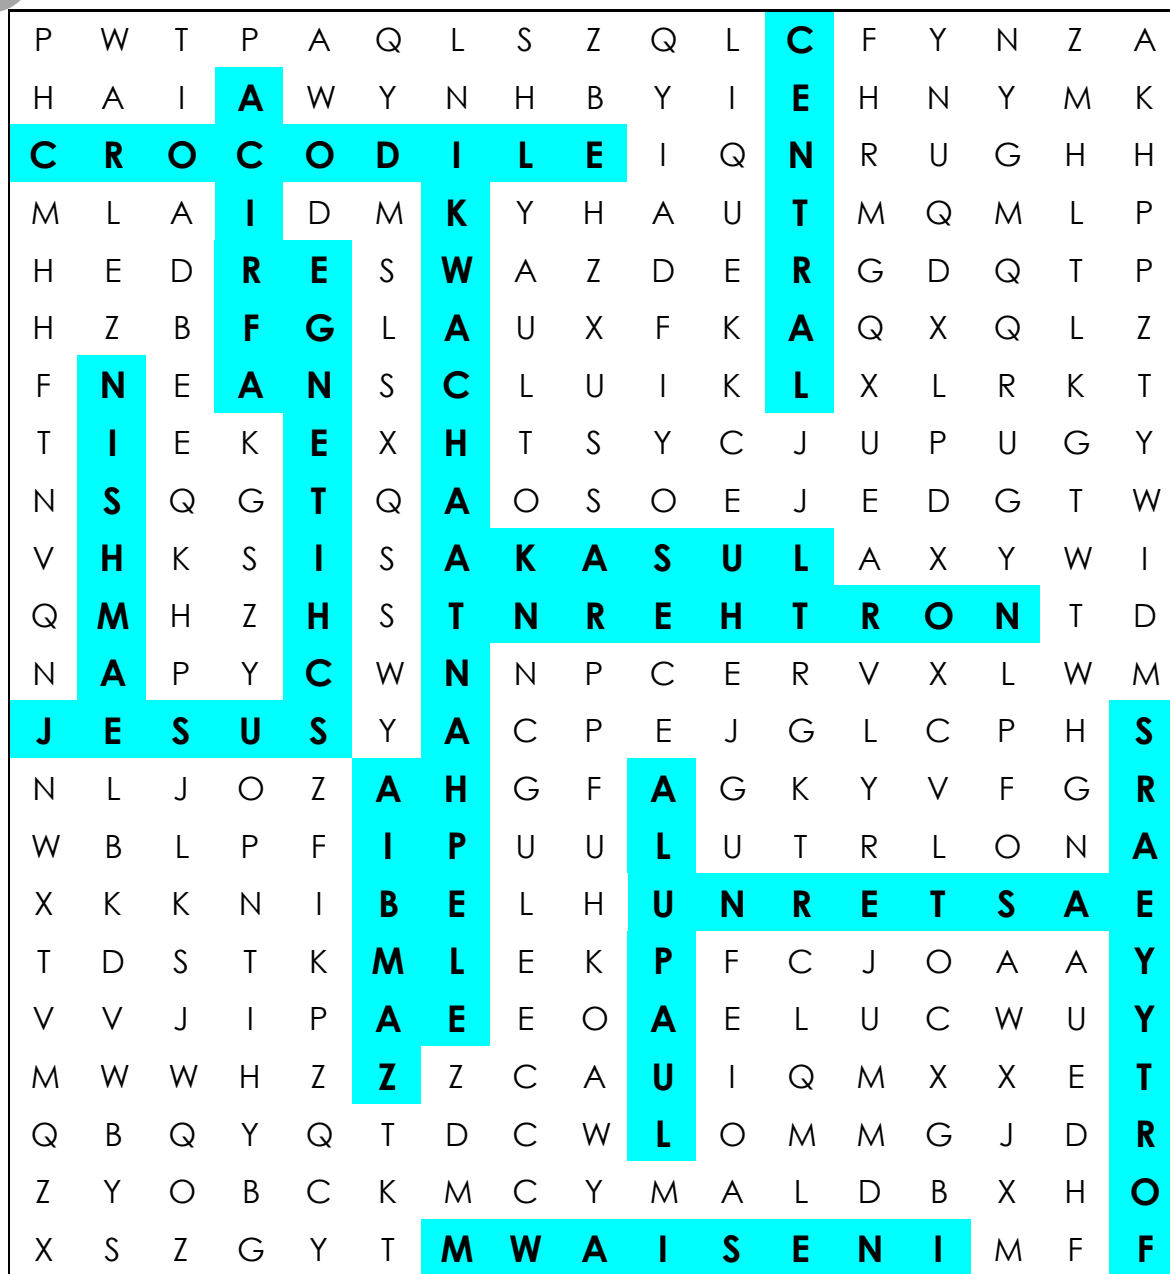 P W T P A Q L S Z Q L C F Y N Z A
H A I A W Y N H B Y I E H N Y M K
C R O C O D I L E I Q N R U G H H
M L A I D M K Y H A U T M Q M L P
H E D R E S W A Z D E R G D Q T P
H Z B F G L A U X F K A Q X Q L Z
F N E A N S C L U I K L X L R K T
T I E K E X H T S Y C J U P U G Y
N S Q G T Q A O S O E J E D G T W
V H K S I S A K A S U L A X Y W I
Q M H Z H S T N R E H T R O N T D
N A P Y C W N N P C E R V X L W M
J E S U S Y A C P E J G L C P H S
N L J O Z A H G F A G K Y V F G R
W B L P F I P U U L U T R L O N A
X K K N I B E L H U N R E T S A E
T D S T K M L E K P F C J O A A Y
V V J I P A E E O A E L U C W U Y
M W W H Z Z Z C A U I Q M X X E T
Q B Q Y Q T D C W L O M M G J D R
Z Y O B C K M C Y M A L D B X H O
X S Z G Y T M W A I S E N I M F F